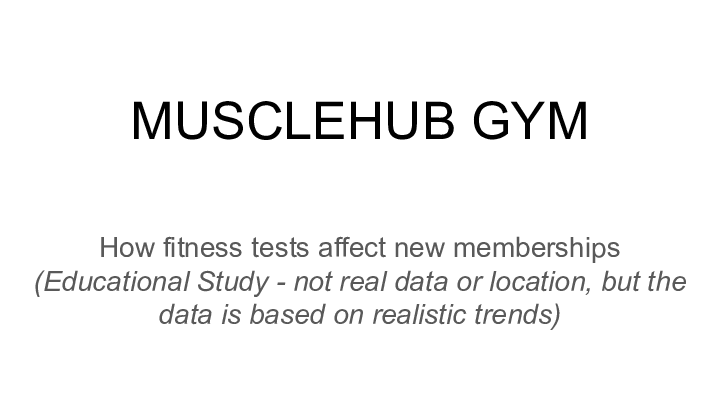 MUSCLEHUB GYM
How fitness tests affect new memberships
(Educational Study - not real data or location, but the
data is based on realistic trends)